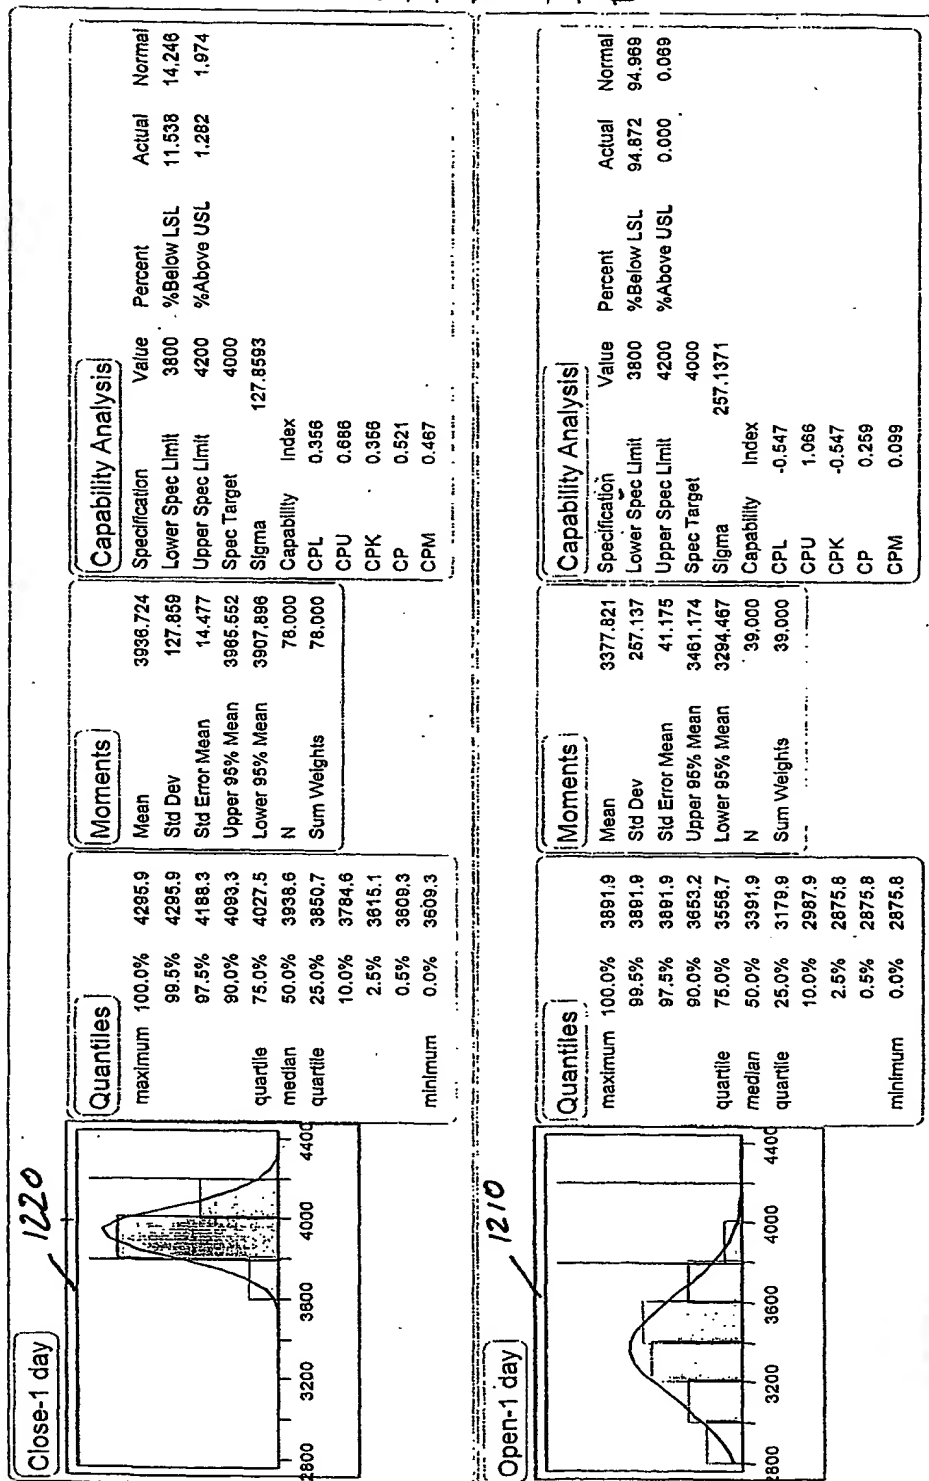 Close-1 day
1220
2800 3200 3600 4000 4400
Quantiles
maximum 100.0% 4295.9
99.5% 4295.9
97.5% 4188.3
90.0% 4093.3
quartile 75.0% 4027.5
median 50.0% 3938.6
quartile 25.0% 3850.7
10.0% 3784.6
2.5% 3615.1
0.5% 3609.3
minimum 0.0% 3609.3
Moments
Mean 3936.724
Std Dev 127.859
Std Error Mean 14.477
Upper 95% Mean 3965.552
Lower 95% Mean 3907.896
N 78.000
Sum Weights 78.000
Capability Analysis
Specification Value Percent Actual Normal
Lower Spec Limit 3800 %Below LSL 11.538 14.246
Upper Spec Limit 4200 %Above USL 1.282 1.974
Spec Target 4000
Sigma 127.8593
Capability Index
CPL 0.356
CPU 0.686
CPK 0.356
CP 0.521
CPM 0.467
Open-1 day
1210
2800 3200 3600 4000 4400
Quantiles
maximum 100.0% 3891.9
99.5% 3891.9
97.5% 3891.9
90.0% 3653.2
quartile 75.0% 3556.7
median 50.0% 3391.9
quartile 25.0% 3179.9
10.0% 2987.9
2.5% 2875.8
0.5% 2875.8
minimum 0.0% 2875.8
Moments
Mean 3377.821
Std Dev 257.137
Std Error Mean 41.175
Upper 95% Mean 3461.174
Lower 95% Mean 3294.467
N 39.000
Sum Weights 39.000
Capability Analysis
Specification Value Percent Actual Normal
Lower Spec Limit 3800 %Below LSL 94.872 94.969
Upper Spec Limit 4200 %Above USL 0.000 0.069
Spec Target 4000
Sigma 257.1371
Capability Index
CPL -0.547
CPU 1.066
CPK -0.547
CP 0.259
CPM 0.099